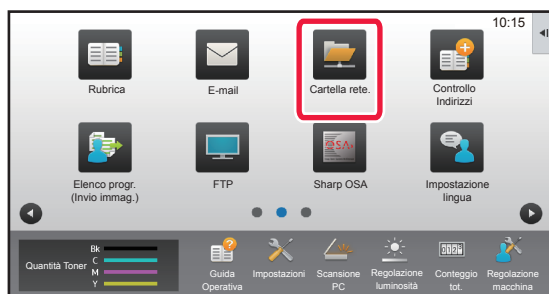 10:15
Rubrica
E-mail
Cartella rete.
Controllo
Indirizzi
Elenco progr.
(Invio immag.)
FTP
Sharp OSA
Impostazione
lingua
Quantità Toner
Bk
C
M
Y
Guida
Operativa
Impostazioni
Scansione
PC
Regolazione
luminosità
Conteggio
tot.
Regolazione
macchina